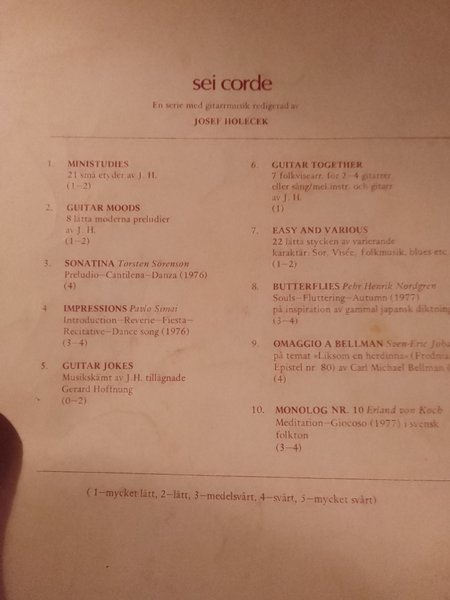 sei corde
En serie med gitarrmusik redigerad av
JOSEF HOLECEK
1. MINISTUDIES
21 små etyder av J. H.
(1–2)
2. GUITAR MOODS
8 lätta moderna preludier
av J. H.
(1–2)
3. SONATINA Torsten Sörenson
Preludio–Cantilena–Danza (1976)
(4)
4 IMPRESSIONS Pavlo Simai
Introduction–Reverie–Fiesta–
Recitative–Dance song (1976)
(3–4)
5. GUITAR JOKES
Musikskämt av J.H. tillägnade
Gerard Hoffnung
(0–2)
6. GUITAR TOGETHER
7 folkvisearr. för 2–4 gitarrer
eller sång/mel.instr. och gitarr
av J. H.
(1)
7. EASY AND VARIOUS
22 lätta stycken av varierande
karaktär: Sor, Visée, folkmusik, blues etc
(1–2)
8. BUTTERFLIES Pehr Henrik Nordgren
Souls–Fluttering–Autumn (1977)
på inspiration av gammal japansk diktning
(3–4)
9. OMAGGIO A BELLMAN Sven-Eric
på temat »Liksom en herdinna» (Fredmans
Epistel nr. 80) av Carl Michael Bellman
(4)
10. MONOLOG NR. 10 Erland von Koch
Meditation–Giocoso (1977) i svensk
folkton
(3–4)
( 1–mycket lätt, 2–lätt, 3–medelsvårt, 4–svårt, 5–mycket svårt)